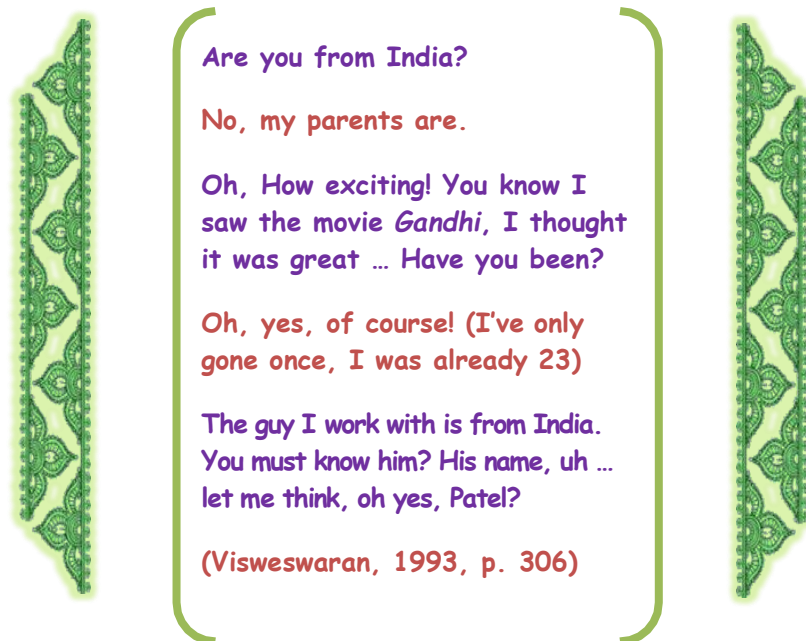 Are you from India?
No, my parents are.
Oh, How exciting! You know I
saw the movie Gandhi, I thought
it was great … Have you been?
Oh, yes, of course! (I’ve only
gone once, I was already 23)
The guy I work with is from India.
You must know him? His name, uh …
let me think, oh yes, Patel?
(Visweswaran, 1993, p. 306)